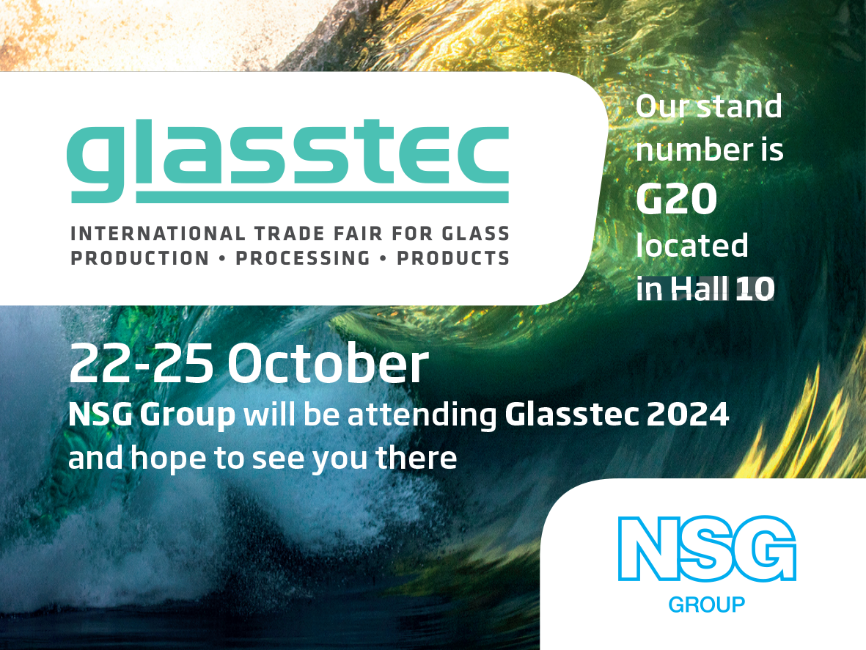 glasstec
INTERNATIONAL TRADE FAIR FOR GLASS
PRODUCTION • PROCESSING • PRODUCTS
Our stand
number is
G20
located
in Hall 10
22-25 October
NSG Group will be attending Glasstec 2024
and hope to see you there
NSG
GROUP